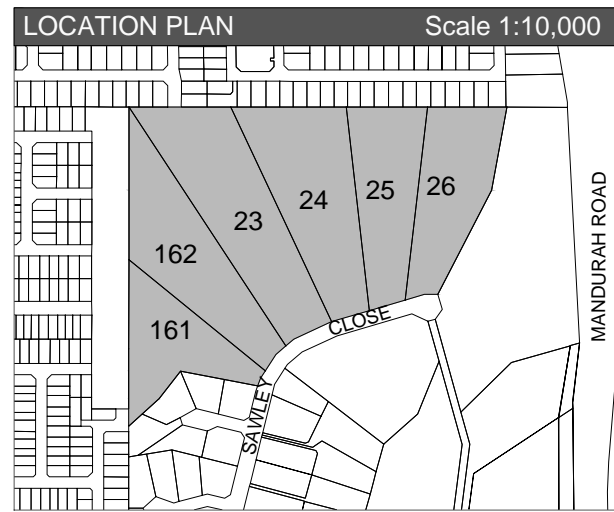 LOCATION PLAN Scale 1:10,000
26
25
24
23
162
161
SAWLEY CLOSE
MANDURAH ROAD